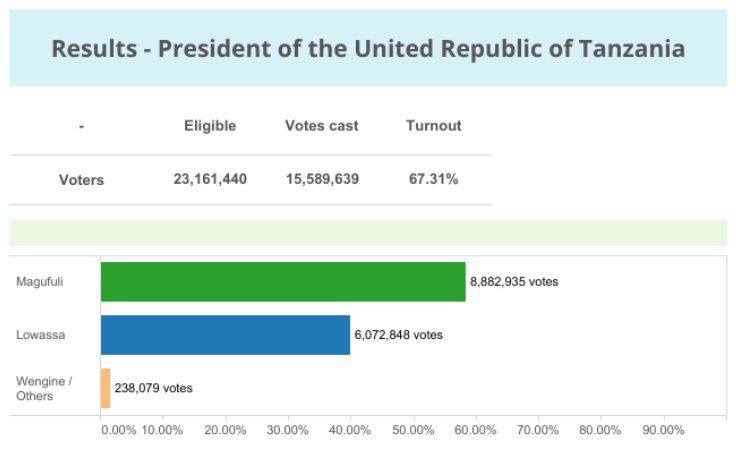 Results - President of the United Republic of Tanzania
- Eligible Votes cast Turnout
Voters 23,161,440 15,589,639 67.31%
Magufuli 8,882,935 votes
Lowassa 6,072,848 votes
Wengine /
Others 238,079 votes
0.00% 10.00% 20.00% 30.00% 40.00% 50.00% 60.00% 70.00% 80.00% 90.00%